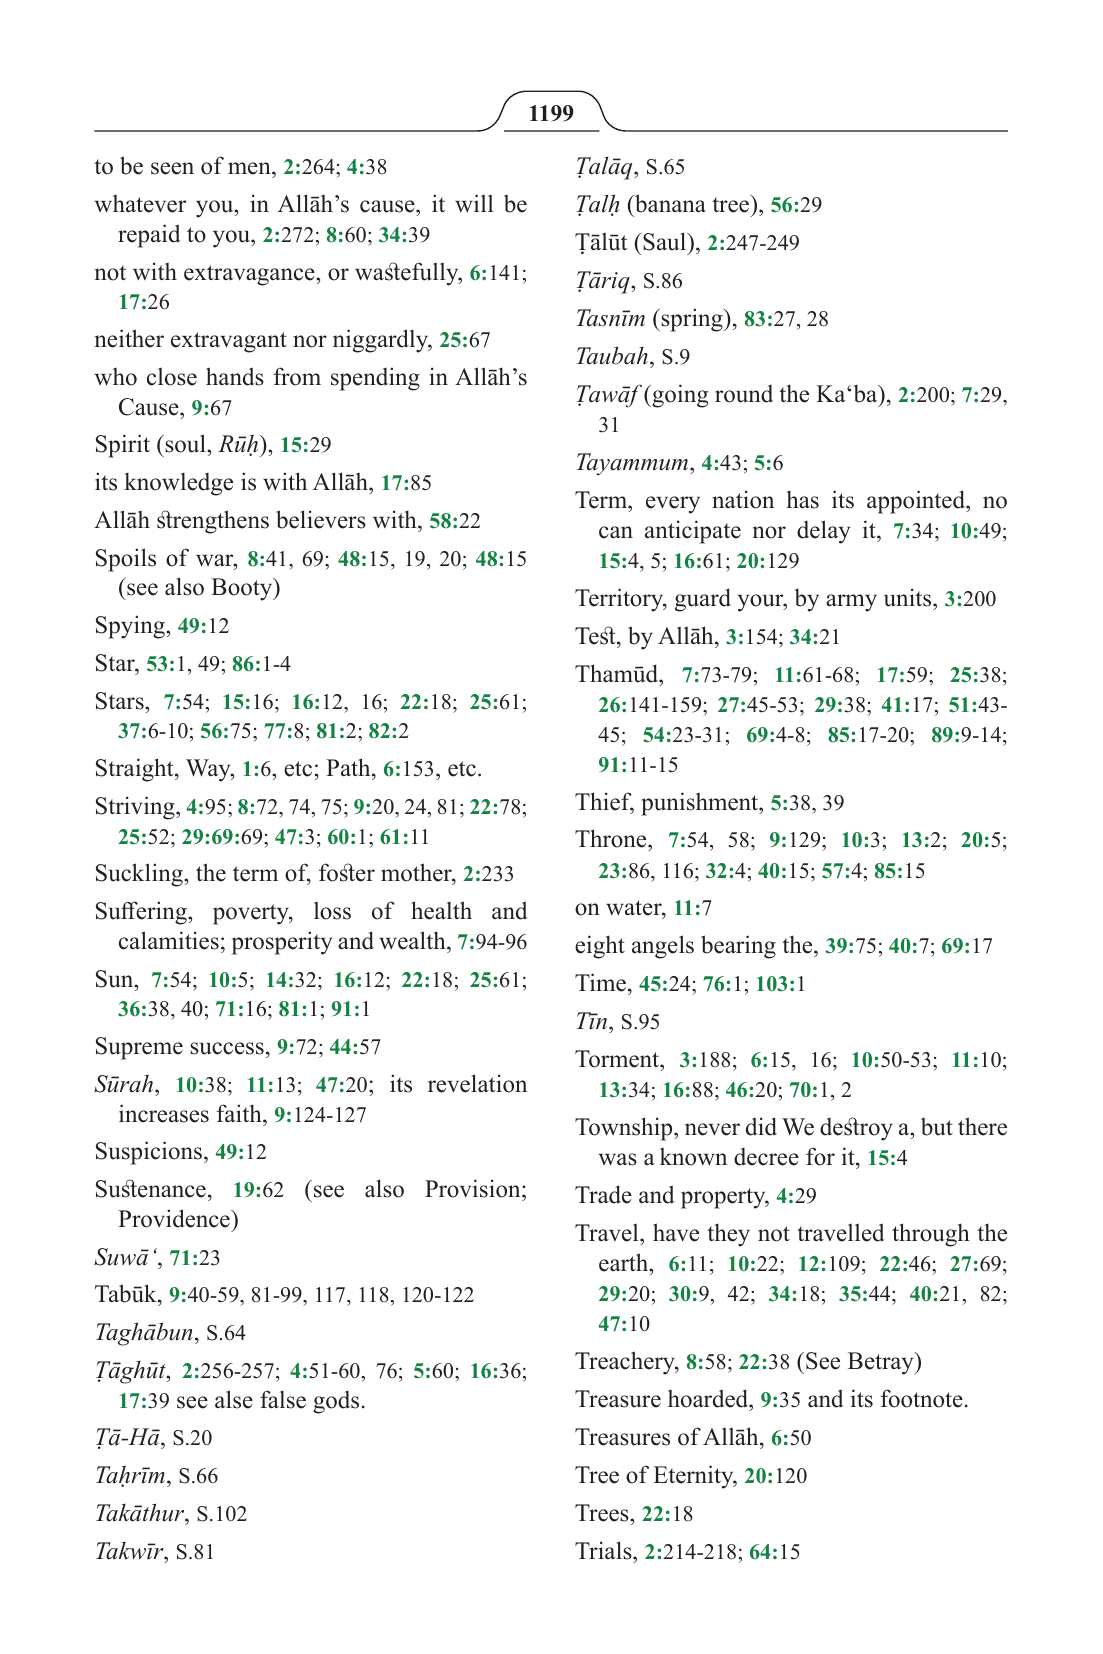 1199
to be seen of men, 2:264; 4:38
whatever you, in Allāh’s cause, it will be
repaid to you, 2:272; 8:60; 34:39
not with extravagance, or wastefully, 6:141;
17:26
neither extravagant nor niggardly, 25:67
who close hands from spending in Allāh’s
Cause, 9:67
Spirit (soul, Rūḥ), 15:29
its knowledge is with Allāh, 17:85
Allāh strengthens believers with, 58:22
Spoils of war, 8:41, 69; 48:15, 19, 20; 48:15
(see also Booty)
Spying, 49:12
Star, 53:1, 49; 86:1-4
Stars, 7:54; 15:16; 16:12, 16; 22:18; 25:61;
37:6-10; 56:75; 77:8; 81:2; 82:2
Straight, Way, 1:6, etc; Path, 6:153, etc.
Striving, 4:95; 8:72, 74, 75; 9:20, 24, 81; 22:78;
25:52; 29:69:69; 47:3; 60:1; 61:11
Suckling, the term of, foster mother, 2:233
Suffering, poverty, loss of health and
calamities; prosperity and wealth, 7:94-96
Sun, 7:54; 10:5; 14:32; 16:12; 22:18; 25:61;
36:38, 40; 71:16; 81:1; 91:1
Supreme success, 9:72; 44:57
Sūrah, 10:38; 11:13; 47:20; its revelation
increases faith, 9:124-127
Suspicions, 49:12
Sustenance, 19:62 (see also Provision;
Providence)
Suwā‘, 71:23
Tabūk, 9:40-59, 81-99, 117, 118, 120-122
Taghābun, S.64
Ṭāghūt, 2:256-257; 4:51-60, 76; 5:60; 16:36;
17:39 see alse false gods.
Ṭā-Hā, S.20
Taḥrīm, S.66
Takāthur, S.102
Takwīr, S.81
Ṭalāq, S.65
Ṭalḥ (banana tree), 56:29
Ṭālūt (Saul), 2:247-249
Ṭāriq, S.86
Tasnīm (spring), 83:27, 28
Taubah, S.9
Ṭawāf (going round the Ka‘ba), 2:200; 7:29,
31
Tayammum, 4:43; 5:6
Term, every nation has its appointed, no
can anticipate nor delay it, 7:34; 10:49;
15:4, 5; 16:61; 20:129
Territory, guard your, by army units, 3:200
Test, by Allāh, 3:154; 34:21
Thamūd, 7:73-79; 11:61-68; 17:59; 25:38;
26:141-159; 27:45-53; 29:38; 41:17; 51:43-
45; 54:23-31; 69:4-8; 85:17-20; 89:9-14;
91:11-15
Thief, punishment, 5:38, 39
Throne, 7:54, 58; 9:129; 10:3; 13:2; 20:5;
23:86, 116; 32:4; 40:15; 57:4; 85:15
on water, 11:7
eight angels bearing the, 39:75; 40:7; 69:17
Time, 45:24; 76:1; 103:1
Tīn, S.95
Torment, 3:188; 6:15, 16; 10:50-53; 11:10;
13:34; 16:88; 46:20; 70:1, 2
Township, never did We destroy a, but there
was a known decree for it, 15:4
Trade and property, 4:29
Travel, have they not travelled through the
earth, 6:11; 10:22; 12:109; 22:46; 27:69;
29:20; 30:9, 42; 34:18; 35:44; 40:21, 82;
47:10
Treachery, 8:58; 22:38 (See Betray)
Treasure hoarded, 9:35 and its footnote.
Treasures of Allāh, 6:50
Tree of Eternity, 20:120
Trees, 22:18
Trials, 2:214-218; 64:15